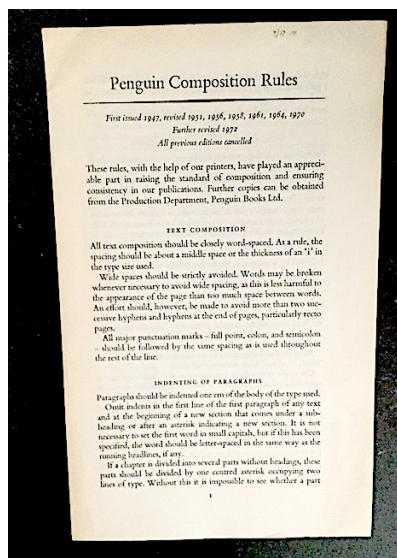 Penguin Composition Rules
First issued 1947, revised 1951, 1956, 1958, 1961, 1964, 1970
Further revised 1972
All previous editions cancelled
These rules, with the help of our printers, have played an appreci-
able part in raising the standard of composition and ensuring
consistency in our publications. Further copies can be obtained
from the Production Department, Penguin Books Ltd.
TEXT COMPOSITION
All text composition should be closely word-spaced. As a rule, the
spacing should be about a middle space or the thickness of an ‘i’ in
the type size used.
Wide spaces should be strictly avoided. Words may be broken
whenever necessary to avoid wide spacing, as this is less harmful to
the appearance of the page than too much space between words.
An effort should, however, be made to avoid more than two suc-
cessive hyphens and hyphens at the end of pages, particularly recto
pages.
All major punctuation marks – full point, colon, and semicolon
– should be followed by the same spacing as is used throughout
the rest of the line.
INDENTING OF PARAGRAPHS
Paragraphs should be indented one em of the body of the type used.
Omit indents in the first line of the first paragraph of any text
and at the beginning of a new section that comes under a sub-
heading or after an asterisk indicating a new section. It is not
necessary to set the first word in small capitals, but if this has been
specified, the word should be letter-spaced in the same way as the
running headlines, if any.
If a chapter is divided into several parts without headings, these
parts should be divided by one centred asterisk occupying two
lines of type. Without this it is impossible to see whether a part
1